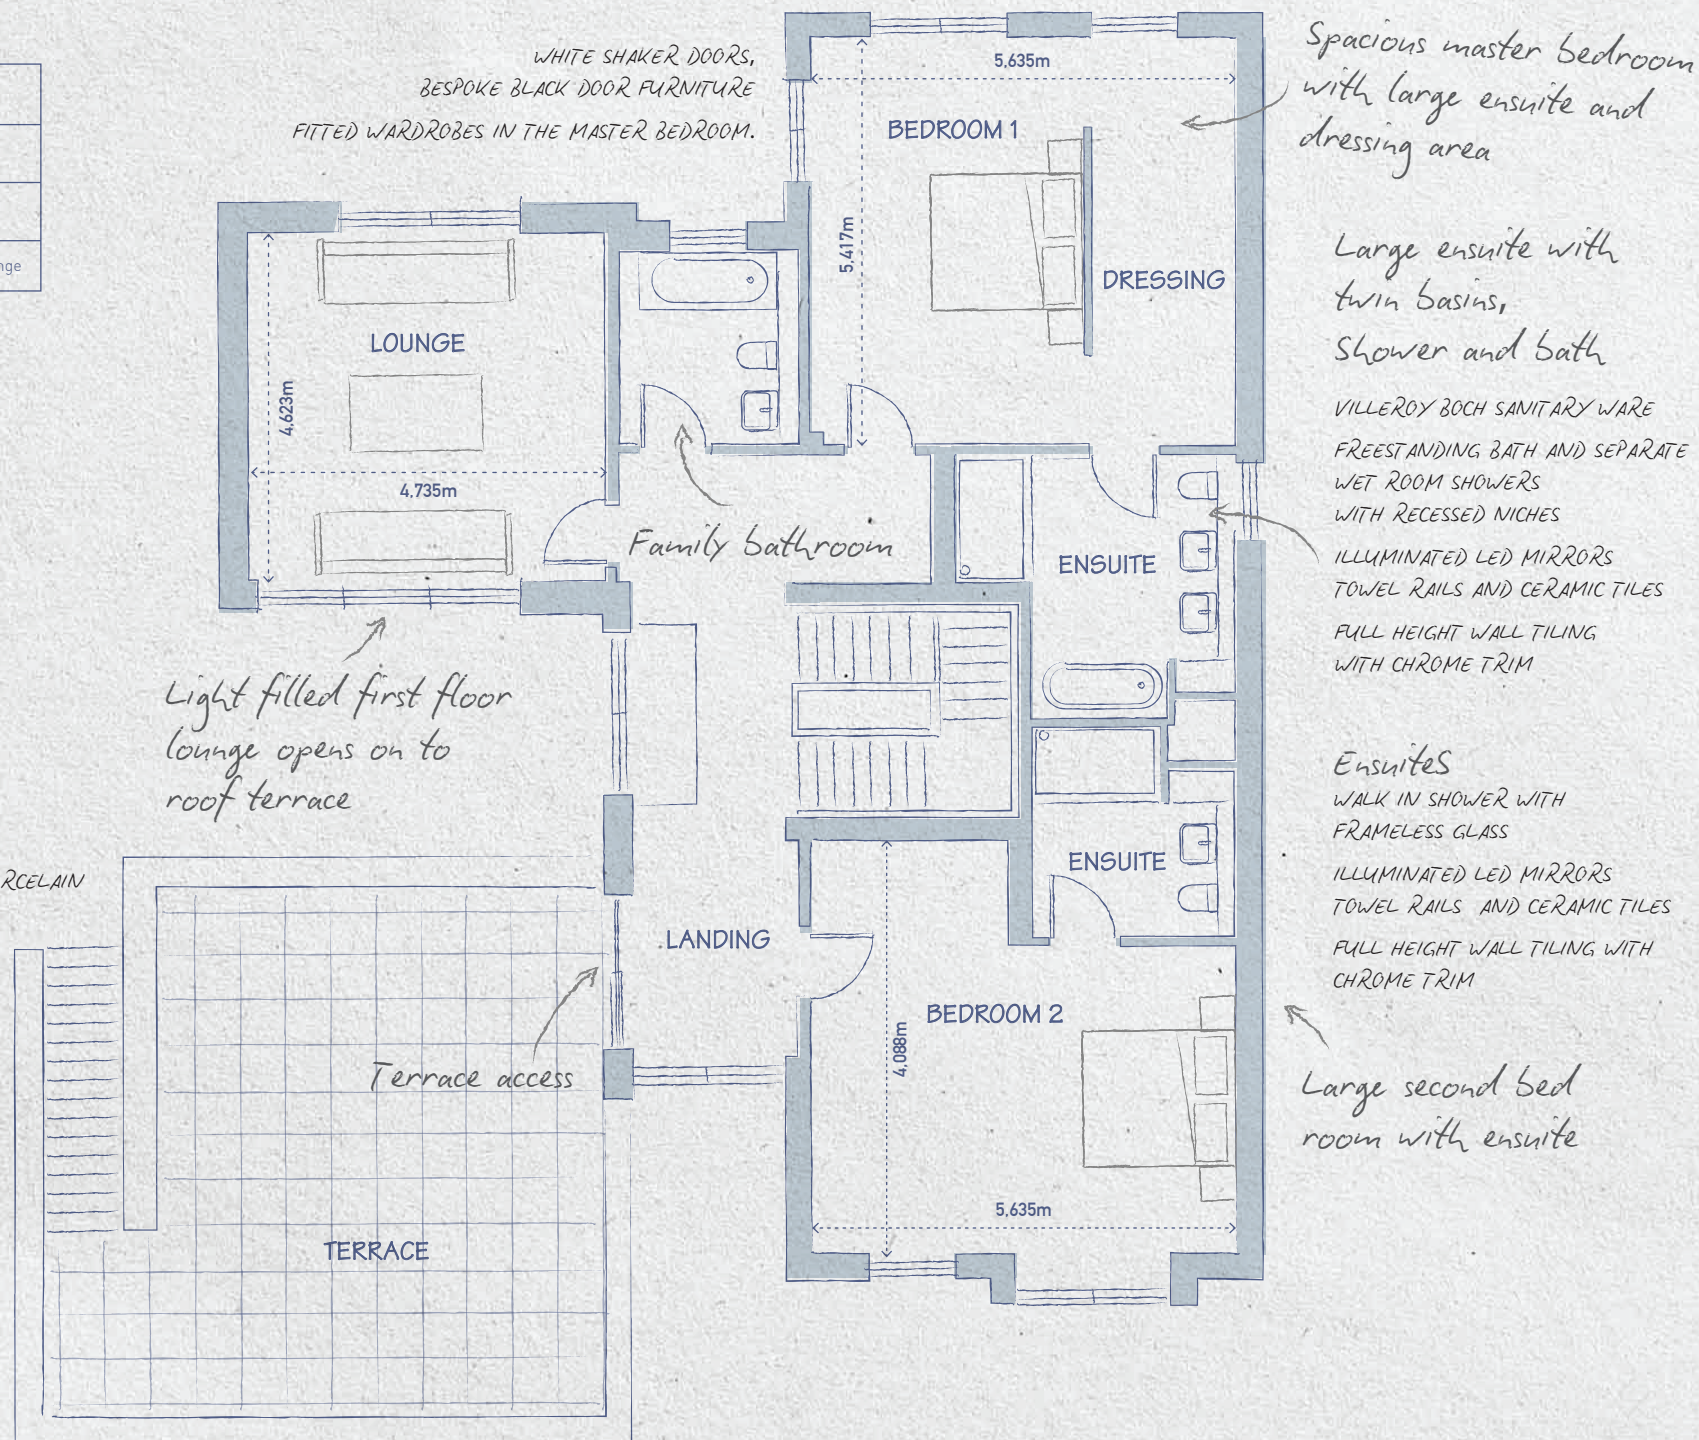 WHITE SHAKER DOORS,
BESPOKE BLACK DOOR FURNITURE
FITTED WARDROBES IN THE MASTER BEDROOM.
5,635m
BEDROOM 1
5,417m
DRESSING
Spacious master bedroom
with large ensuite and
dressing area
nge
LOUNGE
4,623m
4,735m
Family bathroom
Large ensuite with
twin basins,
Shower and bath
VILLEROY BOCH SANITARY WARE
FREESTANDING BATH AND SEPARATE
WET ROOM SHOWERS
WITH RECESSED NICHES
ILLUMINATED LED MIRRORS
TOWEL RAILS AND CERAMIC TILES
FULL HEIGHT WALL TILING
WITH CHROME TRIM
ENSUITE
Light filled first floor
lounge opens on to
roof terrace
Ensuites
WALK IN SHOWER WITH
FRAMELESS GLASS
ILLUMINATED LED MIRRORS
TOWEL RAILS AND CERAMIC TILES
FULL HEIGHT WALL TILING WITH
CHROME TRIM
ENSUITE
RCELAIN
LANDING
BEDROOM 2
4,088m
Terrace access
Large second bed
room with ensuite
5,635m
TERRACE